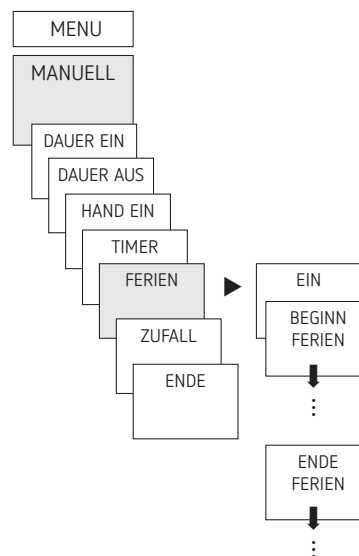 MENU
MANUELL
DAUER EIN
DAUER AUS
HAND EIN
TIMER
FERIEN
ZUFALL
ENDE
EIN
BEGINN
FERIEN
ENDE
FERIEN